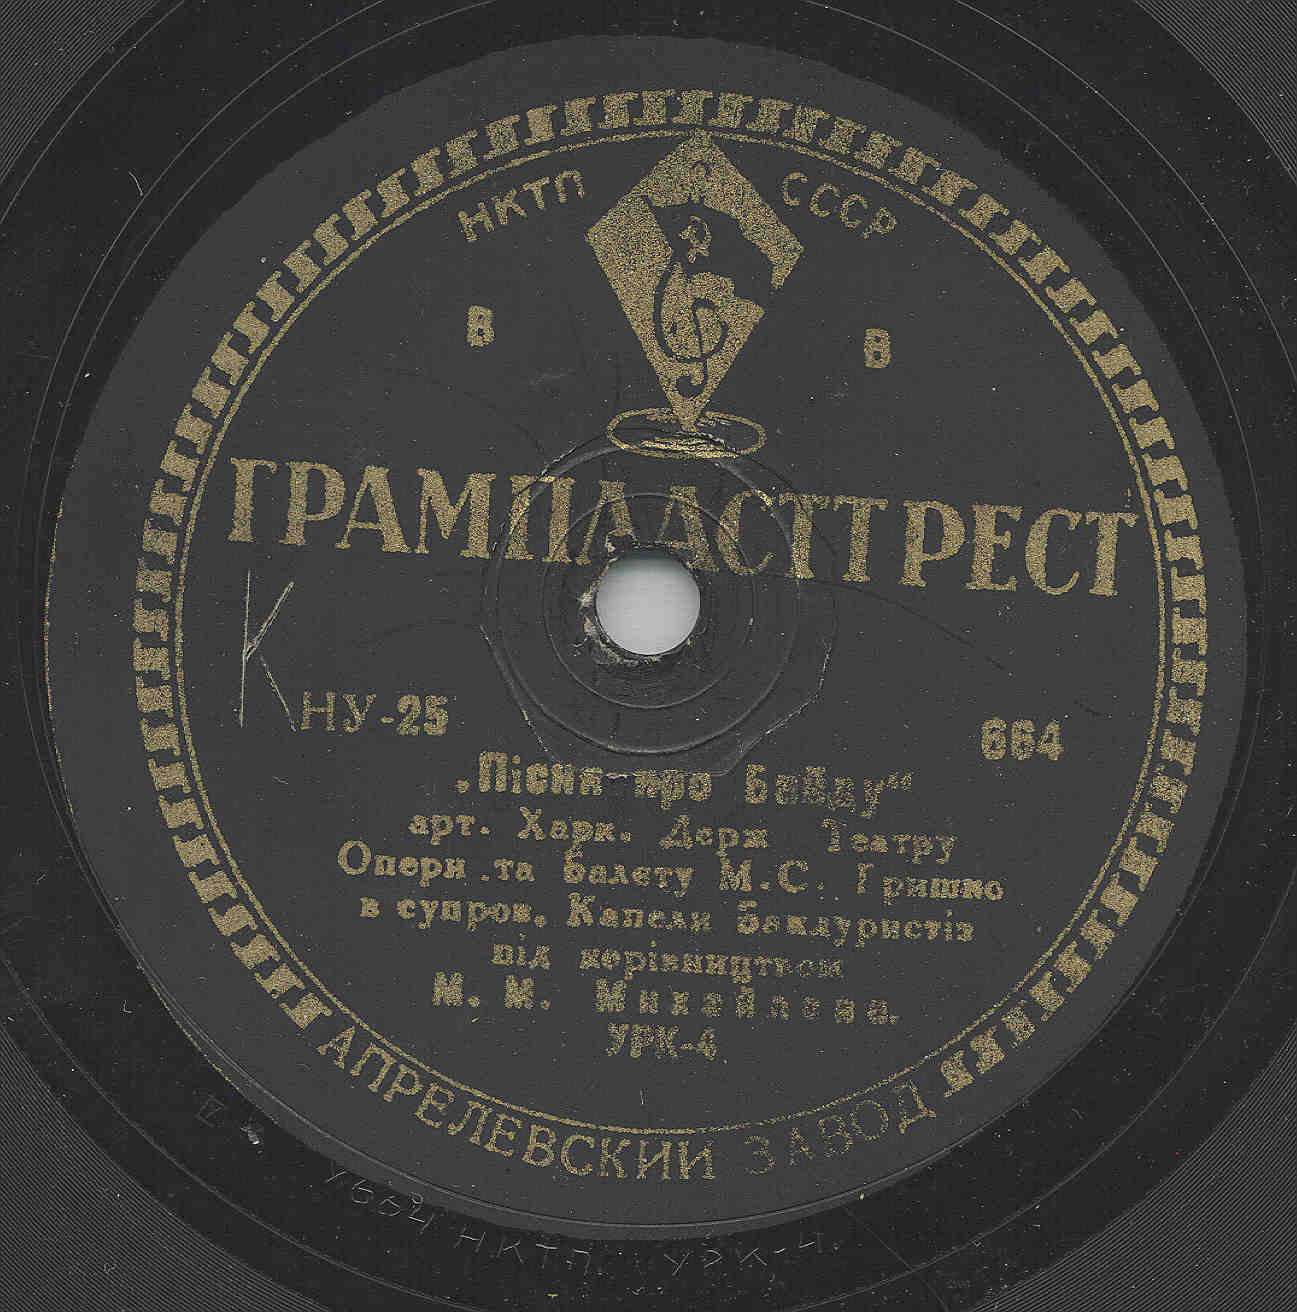 НКТП СССР
В В
ГРАМПЛАСТТРЕСТ
К
НУ-25 664
„Пісня про Байду“
арт. Харк. Держ Театру
Опери та балету М.С. Гришко
в супров. Капели Бандуристів
під керівництвом
М. М. Михайлова.
УРК-4
АПРЕЛЕВСКИЙ ЗАВОД
НКТП УРК-4